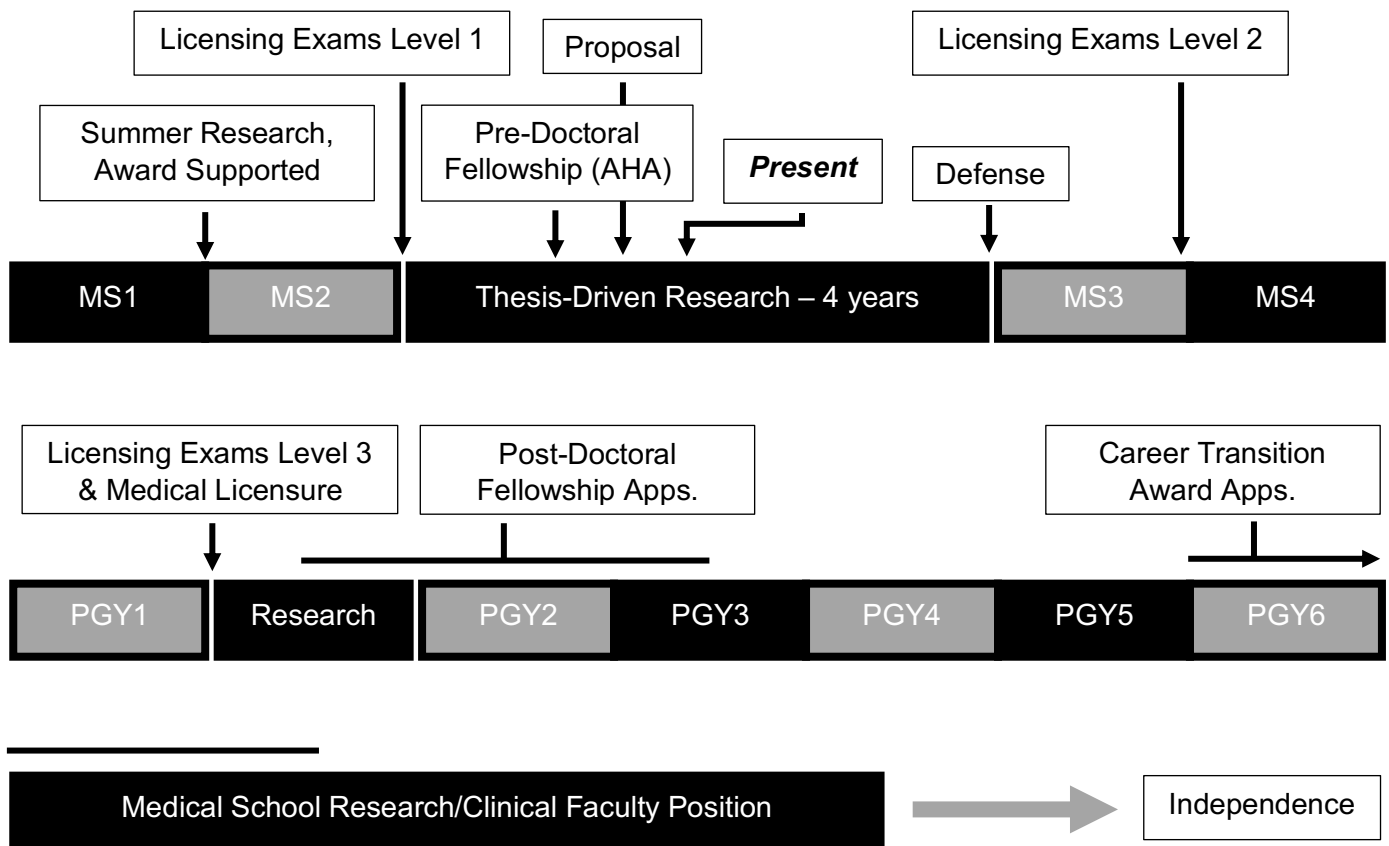 Licensing Exams Level 1
Proposal
Licensing Exams Level 2
Summer Research,
Award Supported
Pre-Doctoral
Fellowship (AHA)
Present
Defense
MS1
MS2
Thesis-Driven Research – 4 years
MS3
MS4
Licensing Exams Level 3
& Medical Licensure
Post-Doctoral
Fellowship Apps.
Career Transition
Award Apps.
PGY1
Research
PGY2
PGY3
PGY4
PGY5
PGY6
Medical School Research/Clinical Faculty Position
Independence